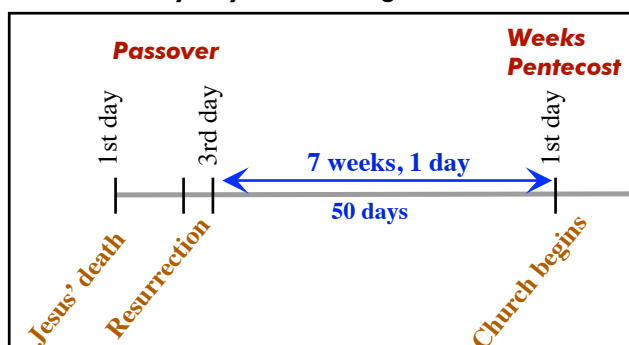 Passover
Weeks
Pentecost
1st day
3rd day
1st day
7 weeks, 1 day
50 days
Jesus’ death
Resurrection
Church begins